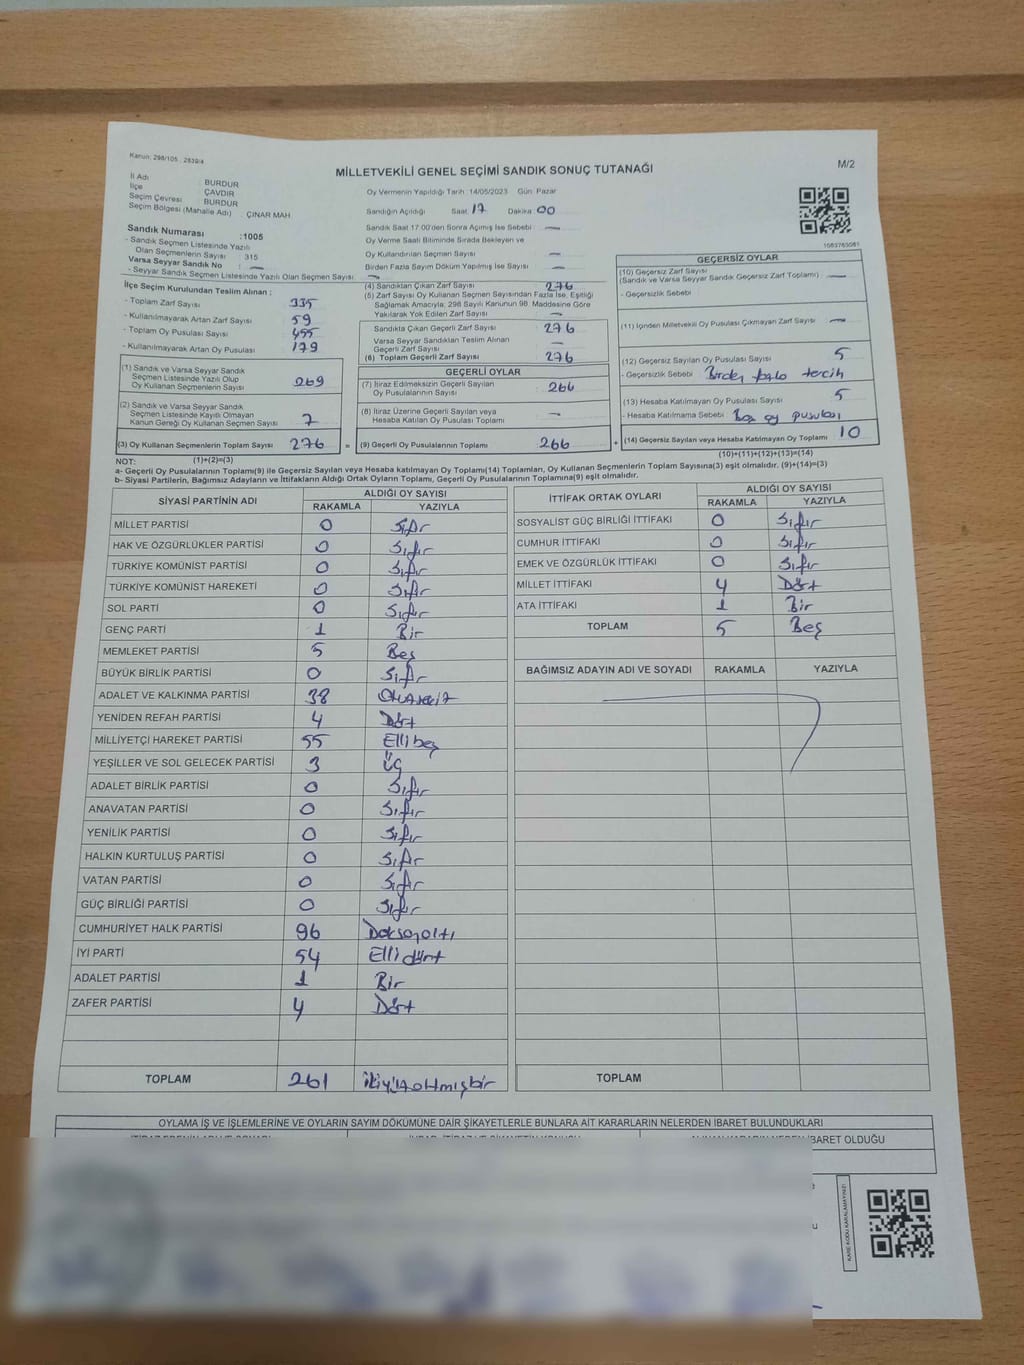 Kanun: 298/105 , 2839/4
MİLLETVEKİLİ GENEL SEÇİMİ SANDIK SONUÇ TUTANAĞI
M/2
İl Adı : BURDUR
İlçe : ÇAVDIR
Seçim Çevresi : BURDUR
Seçim Bölgesi (Mahalle Adı) : ÇINAR MAH
Sandık Numarası :1005
- Sandık Seçmen Listesinde Yazılı
Olan Seçmenlerin Sayısı : 315
Varsa Seyyar Sandık No : —
- Seyyar Sandık Seçmen Listesinde Yazılı Olan Seçmen Sayısı : —
Oy Vermenin Yapıldığı Tarih :14/05/2023 Gün: Pazar
Sandığın Açıldığı Saat 17 Dakika 00
Sandık Saat 17.00'den Sonra Açılmış İse Sebebi : —
Oy Verme Saati Bitiminde Sırada Bekleyen ve
Oy Kullandırılan Seçmen Sayısı : —
Birden Fazla Sayım Döküm Yapılmış İse Sayısı : —
1083763081
İlçe Seçim Kurulundan Teslim Alınan :
- Toplam Zarf Sayısı : 335
- Kullanılmayarak Artan Zarf Sayısı : 59
- Toplam Oy Pusulası Sayısı : 455
- Kullanılmayarak Artan Oy Pusulası : 179
(1) Sandık ve Varsa Seyyar Sandık
Seçmen Listesinde Yazılı Olup
Oy Kullanan Seçmenlerin Sayısı : 269
(2) Sandık ve Varsa Seyyar Sandık
Seçmen Listesinde Kayıtlı Olmayan
Kanun Gereği Oy Kullanan Seçmen Sayısı : 7
(3) Oy Kullanan Seçmenlerin Toplam Sayısı : 276
(1)+(2)=(3)
(4) Sandıktan Çıkan Zarf Sayısı : 276
(5) Zarf Sayısı Oy Kullanan Seçmen Sayısından Fazla İse, Eşitliği
Sağlamak Amacıyla; 298 Sayılı Kanunun 98. Maddesine Göre
Yakılarak Yok Edilen Zarf Sayısı : —
Sandıkta Çıkan Geçerli Zarf Sayısı : 276
Varsa Seyyar Sandıktan Teslim Alınan
Geçerli Zarf Sayısı : —
(6) Toplam Geçerli Zarf Sayısı : 276
GEÇERLİ OYLAR
(7) İtiraz Edilmeksizin Geçerli Sayılan
Oy Pusulalarının Sayısı : 266
(8) İtiraz Üzerine Geçerli Sayılan veya
Hesaba Katılan Oy Pusulası Toplamı : —
= (9) Geçerli Oy Pusulalarının Toplamı : 266
GEÇERSİZ OYLAR
(10) Geçersiz Zarf Sayısı
(Sandık ve Varsa Seyyar Sandık Geçersiz Zarf Toplamı) : —
- Geçersizlik Sebebi :
(11) İçinden Milletvekili Oy Pusulası Çıkmayan Zarf Sayısı : —
(12) Geçersiz Sayılan Oy Pusulası Sayısı : 5
- Geçersizlik Sebebi : tercih
(13) Hesaba Katılmayan Oy Pusulası Sayısı : 5
- Hesaba Katılmama Sebebi : Boş oy pusulası
+ (14) Geçersiz Sayılan veya Hesaba Katılmayan Oy Toplamı : 10
(10)+(11)+(12)+(13)=(14)
NOT:
a- Geçerli Oy Pusulalarının Toplamı(9) ile Geçersiz Sayılan veya Hesaba katılmayan Oy Toplamı(14) Toplamları, Oy Kullanan Seçmenlerin Toplam Sayısına(3) eşit olmalıdır. (9)+(14)=(3)
b- Siyasi Partilerin, Bağımsız Adayların ve İttifakların Aldığı Ortak Oyların Toplamı, Geçerli Oy Pusulalarının Toplamına(9) eşit olmalıdır.
SİYASİ PARTİNİN ADI ALDIĞI OY SAYISI
RAKAMLA YAZIYLA
MİLLET PARTİSİ 0 Sıfır
HAK VE ÖZGÜRLÜKLER PARTİSİ 0 Sıfır
TÜRKİYE KOMÜNİST PARTİSİ 0 Sıfır
TÜRKİYE KOMÜNİST HAREKETİ 0 Sıfır
SOL PARTİ 0 Sıfır
GENÇ PARTİ 1 Bir
MEMLEKET PARTİSİ 5 Beş
BÜYÜK BİRLİK PARTİSİ 0 Sıfır
ADALET VE KALKINMA PARTİSİ 38 Otuzsekiz
YENİDEN REFAH PARTİSİ 4 Dört
MİLLİYETÇİ HAREKET PARTİSİ 55 Ellibeş
YEŞİLLER VE SOL GELECEK PARTİSİ 3 Üç
ADALET BİRLİK PARTİSİ 0 Sıfır
ANAVATAN PARTİSİ 0 Sıfır
YENİLİK PARTİSİ 0 Sıfır
HALKIN KURTULUŞ PARTİSİ 0 Sıfır
VATAN PARTİSİ 0 Sıfır
GÜÇ BİRLİĞİ PARTİSİ 0 Sıfır
CUMHURİYET HALK PARTİSİ 96 Doksanaltı
İYİ PARTİ 54 Ellidört
ADALET PARTİSİ 1 Bir
ZAFER PARTİSİ 4 Dört
TOPLAM 261 İkiyüzaltmışbir
İTTİFAK ORTAK OYLARI ALDIĞI OY SAYISI
RAKAMLA YAZIYLA
SOSYALİST GÜÇ BİRLİĞİ İTTİFAKI 0 Sıfır
CUMHUR İTTİFAKI 0 Sıfır
EMEK VE ÖZGÜRLÜK İTTİFAKI 0 Sıfır
MİLLET İTTİFAKI 4 Dört
ATA İTTİFAKI 1 Bir
TOPLAM 5 Beş
BAĞIMSIZ ADAYIN ADI VE SOYADI RAKAMLA YAZIYLA
TOPLAM
OYLAMA İŞ VE İŞLEMLERİNE VE OYLARIN SAYIM DÖKÜMÜNE DAİR ŞİKAYETLERLE BUNLARA AİT KARARLARIN NELERDEN İBARET BULUNDUKLARI
İBARET OLDUĞU
KARE KODU KARALAMAYINIZ!